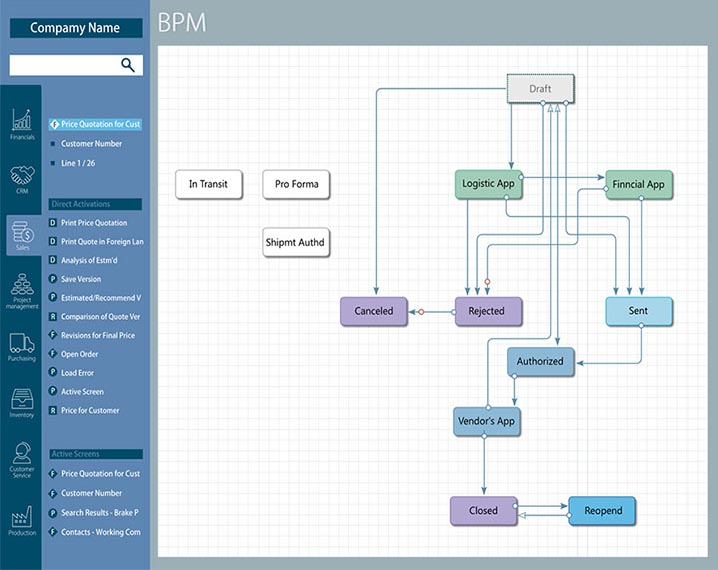 Compamy Name
BPM
Financials
CRM
Sales
Project
management
Purchasing
Inventory
Customer
Service
Production
Price Quotation for Cust
Customer Number
Line 1 / 26
Direct Activations
D Print Price Quotation
D Print Quote in Foreign Lan
D Analysis of Estm'd
P Save Version
P Estimated/Recommend V
R Comparison of Quote Ver
F Revisions for Final Price
F Open Order
P Load Error
P Active Screen
R Price for Customer
Active Screens
F Price Quotation for Cust
F Customer Number
P Search Results - Brake P
F Contacts - Working Com
Draft
In Transit
Pro Forma
Logistic App
Finncial App
Shipmt Authd
Canceled
Rejected
Sent
Authorized
Vendor's App
Closed
Reopend